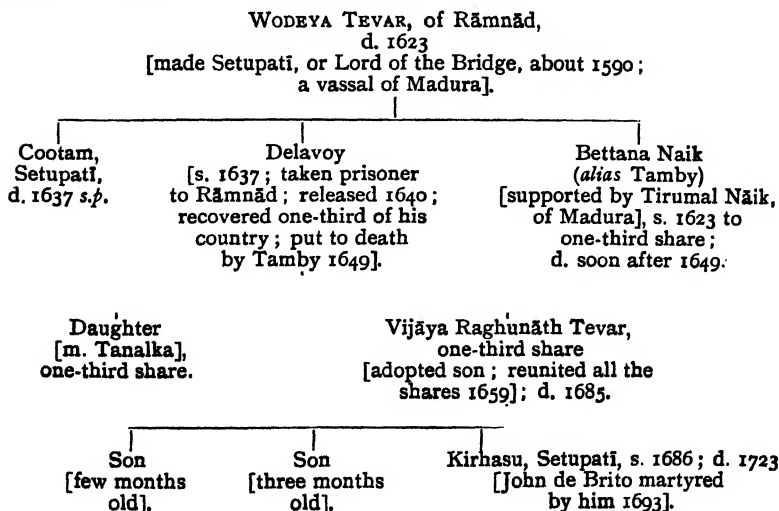 WODEYA TEVAR, of Rāmnād,
d. 1623
[made Setupatī, or Lord of the Bridge, about 1590;
a vassal of Madura].
Cootam,
Setupatī,
d. 1637 s.p.
Delavoy
[s. 1637; taken prisoner
to Rāmnād; released 1640;
recovered one-third of his
country; put to death
by Tamby 1649].
Bettana Naik
(alias Tamby)
[supported by Tirumal Nāik,
of Madura], s. 1623 to
one-third share;
d. soon after 1649.
Daughter
[m. Tanalka],
one-third share.
Vijāya Raghunāth Tevar,
one-third share
[adopted son; reunited all the
shares 1659]; d. 1685.
Son
[few months
old].
Son
[three months
old].
Kirhasu, Setupatī, s. 1686; d. 1723
[John de Brito martyred
by him 1693].